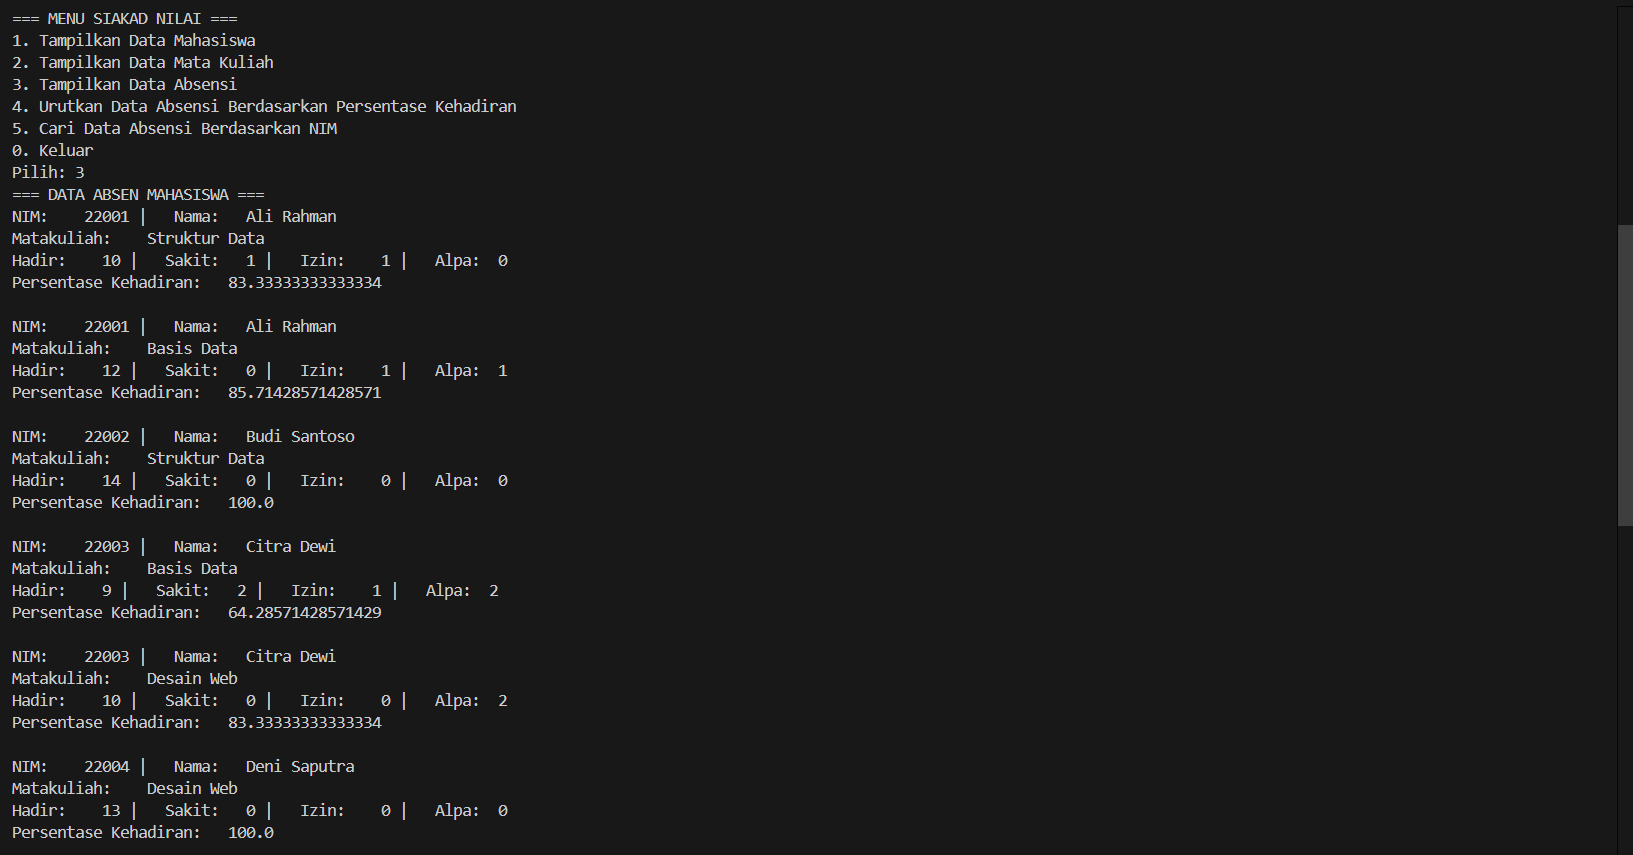 === MENU SIAKAD NILAI ===
1. Tampilkan Data Mahasiswa
2. Tampilkan Data Mata Kuliah
3. Tampilkan Data Absensi
4. Urutkan Data Absensi Berdasarkan Persentase Kehadiran
5. Cari Data Absensi Berdasarkan NIM
0. Keluar
Pilih: 3
=== DATA ABSEN MAHASISWA ===
NIM:    22001 |   Nama:   Ali Rahman
Matakuliah:    Struktur Data
Hadir:    10 |   Sakit:   1 |   Izin:    1 |   Alpa:  0
Persentase Kehadiran:   83.33333333333334

NIM:    22001 |   Nama:   Ali Rahman
Matakuliah:    Basis Data
Hadir:    12 |   Sakit:   0 |   Izin:    1 |   Alpa:  1
Persentase Kehadiran:   85.71428571428571

NIM:    22002 |   Nama:   Budi Santoso
Matakuliah:    Struktur Data
Hadir:    14 |   Sakit:   0 |   Izin:    0 |   Alpa:  0
Persentase Kehadiran:   100.0

NIM:    22003 |   Nama:   Citra Dewi
Matakuliah:    Basis Data
Hadir:    9 |   Sakit:   2 |   Izin:    1 |   Alpa:  2
Persentase Kehadiran:   64.28571428571429

NIM:    22003 |   Nama:   Citra Dewi
Matakuliah:    Desain Web
Hadir:    10 |   Sakit:   0 |   Izin:    0 |   Alpa:  2
Persentase Kehadiran:   83.33333333333334

NIM:    22004 |   Nama:   Deni Saputra
Matakuliah:    Desain Web
Hadir:    13 |   Sakit:   0 |   Izin:    0 |   Alpa:  0
Persentase Kehadiran:   100.0